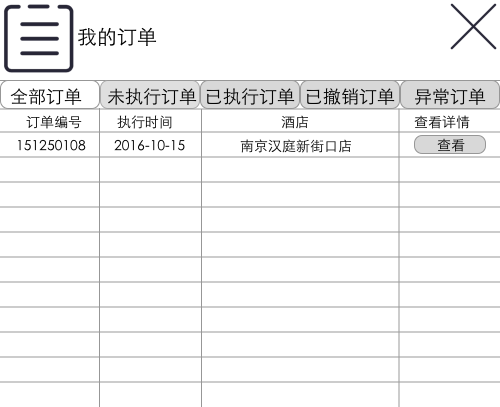 我的订单
全部订单 未执行订单 已执行订单 已撤销订单 异常订单
订单编号 执行时间 酒店 查看详情
151250108 2016-10-15 南京汉庭新街口店 查看